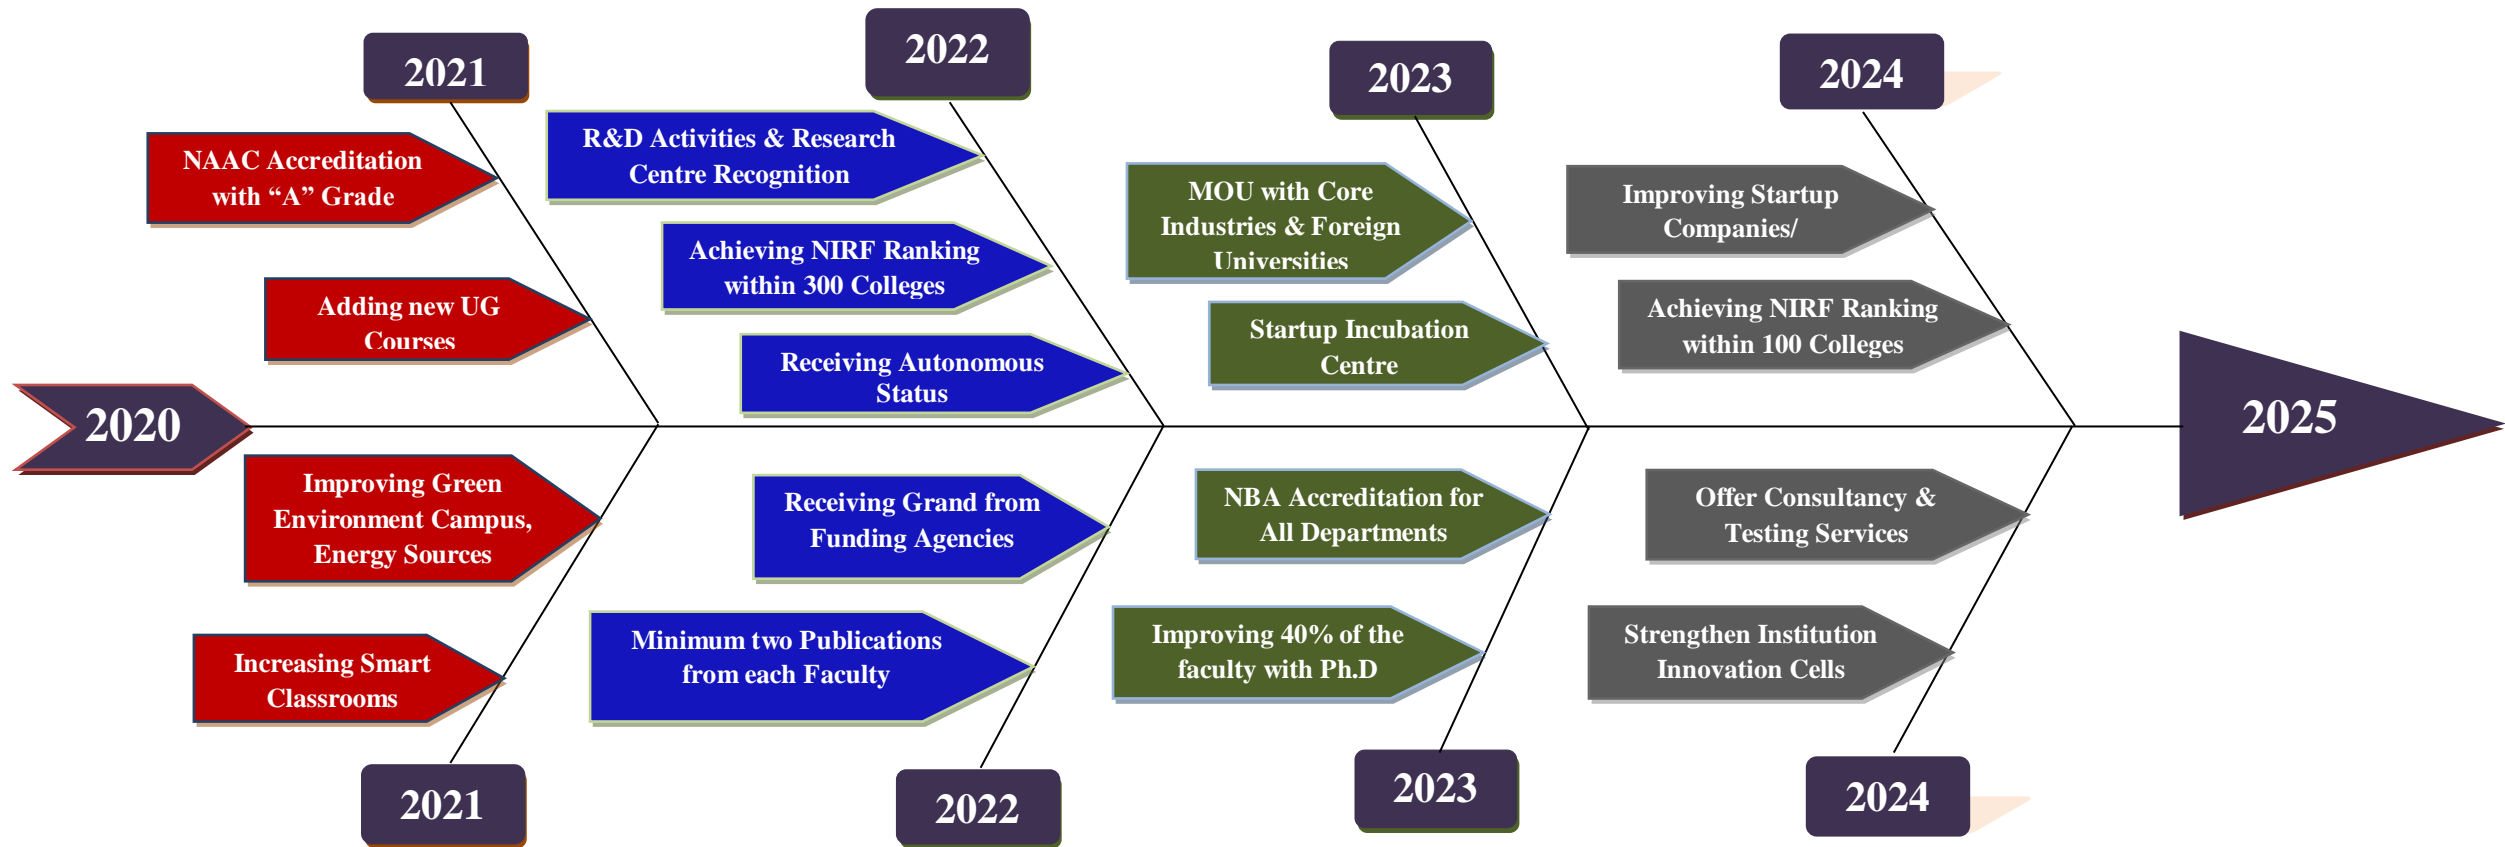 2021
2022
2023
2024
NAAC Accreditation
with “A” Grade
Adding new UG
Courses
R&D Activities & Research
Centre Recognition
Achieving NIRF Ranking
within 300 Colleges
Receiving Autonomous
Status
MOU with Core
Industries & Foreign
Universities
Startup Incubation
Centre
Improving Startup
Companies/
Achieving NIRF Ranking
within 100 Colleges
2020
2025
Improving Green
Environment Campus,
Energy Sources
Increasing Smart
Classrooms
Receiving Grand from
Funding Agencies
Minimum two Publications
from each Faculty
NBA Accreditation for
All Departments
Improving 40% of the
faculty with Ph.D
Offer Consultancy &
Testing Services
Strengthen Institution
Innovation Cells
2021
2022
2023
2024